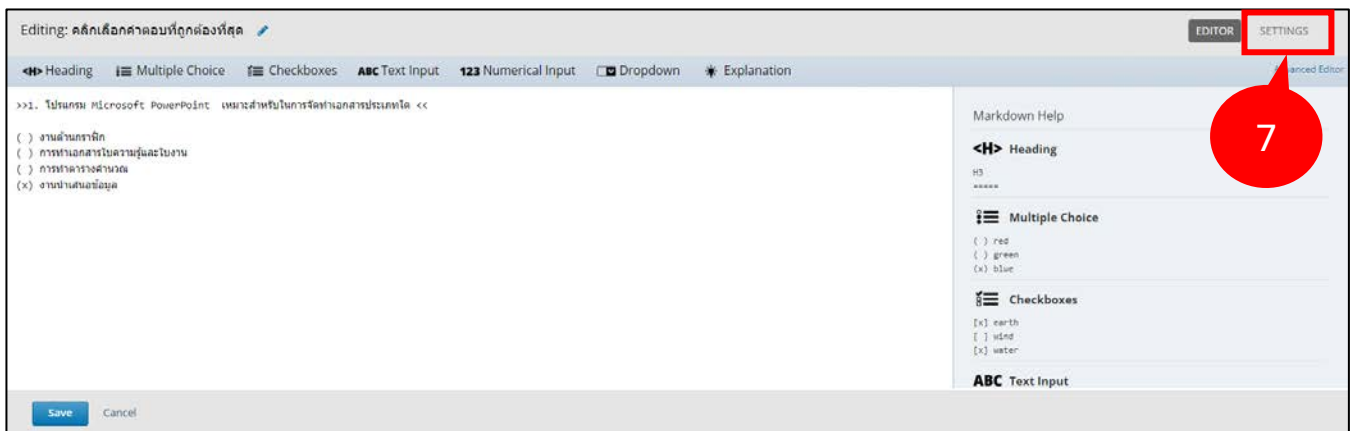 Editing: คลิกเลือกคำตอบที่ถูกต้องที่สุด
EDITOR SETTINGS
<H> Heading Multiple Choice Checkboxes ABC Text Input 123 Numerical Input Dropdown Explanation
anced Editor
>>1. โปรแกรม Microsoft PowerPoint เหมาะสำหรับในการจัดทำเอกสารประเภทใด <<
( ) งานด้านกราฟิก
( ) การทำเอกสารใบความรู้และใบงาน
( ) การทำตารางคำนวณ
(x) งานนำเสนอข้อมูล
Markdown Help
7
<H> Heading
H3
=====
Multiple Choice
( ) red
( ) green
(x) blue
Checkboxes
[x] earth
[ ] wind
[x] water
ABC Text Input
Save Cancel